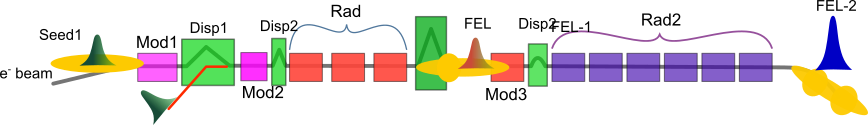 Seed1
e- beam
Mod1
Disp1
Mod2
Disp2
Rad
FEL
Mod3
Disp2
FEL-1
Rad2
FEL-2